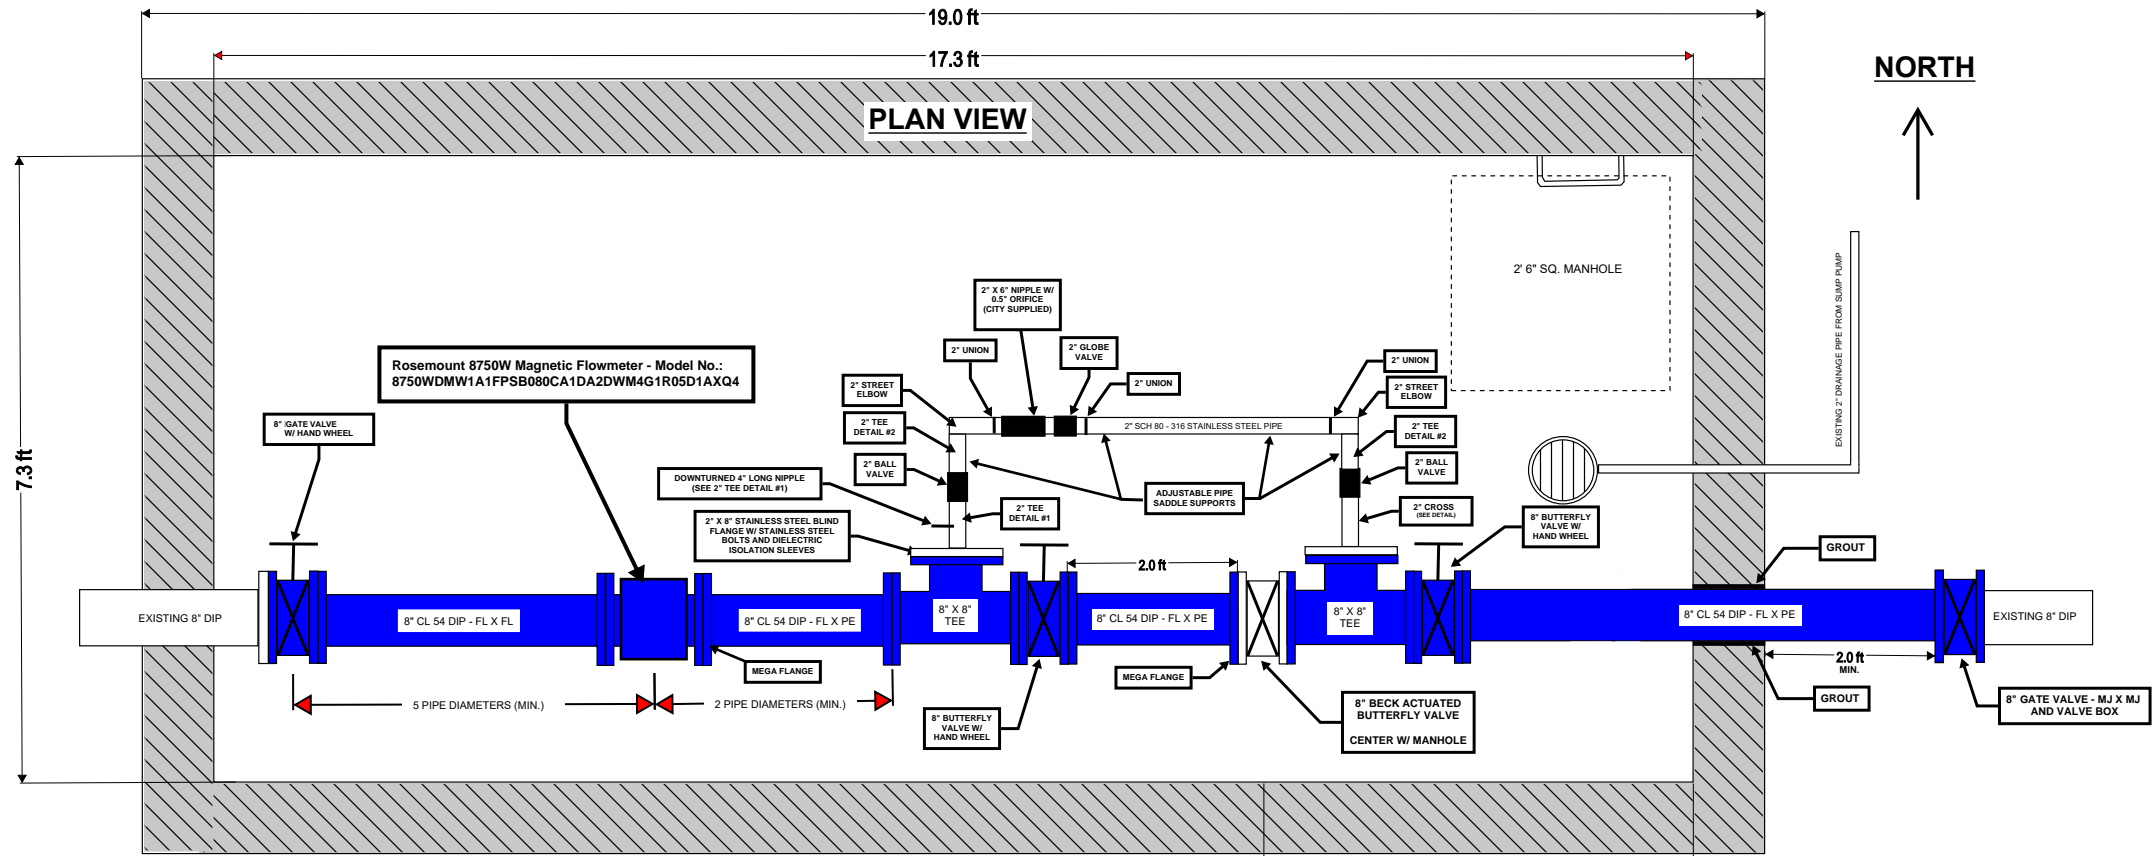 19.0 ft
17.3 ft
NORTH
PLAN VIEW
7.3 ft
2' 6" SQ. MANHOLE
EXISTING 2" DRAINAGE PIPE FROM SUMP PUMP
2" X 6" NIPPLE W/
0.5" ORIFICE
(CITY SUPPLIED)
2" UNION
2" GLOBE
VALVE
2" UNION
2" UNION
Rosemount 8750W Magnetic Flowmeter - Model No.:
8750WDMW1A1FPSB080CA1DA2DWM4G1R05D1AXQ4
2" STREET
ELBOW
2" STREET
ELBOW
8" GATE VALVE
W/ HAND WHEEL
2" TEE
DETAIL #2
2" SCH 80 - 316 STAINLESS STEEL PIPE
2" TEE
DETAIL #2
2" BALL
VALVE
2" BALL
VALVE
DOWNTURNED 4" LONG NIPPLE
(SEE 2" TEE DETAIL #1)
ADJUSTABLE PIPE
SADDLE SUPPORTS
2" X 8" STAINLESS STEEL BLIND
FLANGE W/ STAINLESS STEEL
BOLTS AND DIELECTRIC
ISOLATION SLEEVES
2" TEE
DETAIL #1
2" CROSS
(SEE DETAIL)
8" BUTTERFLY
VALVE W/
HAND WHEEL
GROUT
2.0 ft
EXISTING 8" DIP
8" CL 54 DIP - FL X FL
8" CL 54 DIP - FL X PE
8" X 8"
TEE
8" CL 54 DIP - FL X PE
8" X 8"
TEE
8" CL 54 DIP - FL X PE
EXISTING 8" DIP
2.0 ft
MIN.
MEGA FLANGE
MEGA FLANGE
5 PIPE DIAMETERS (MIN.)
2 PIPE DIAMETERS (MIN.)
8" BUTTERFLY
VALVE W/
HAND WHEEL
8" BECK ACTUATED
BUTTERFLY VALVE
CENTER W/ MANHOLE
GROUT
8" GATE VALVE - MJ X MJ
AND VALVE BOX